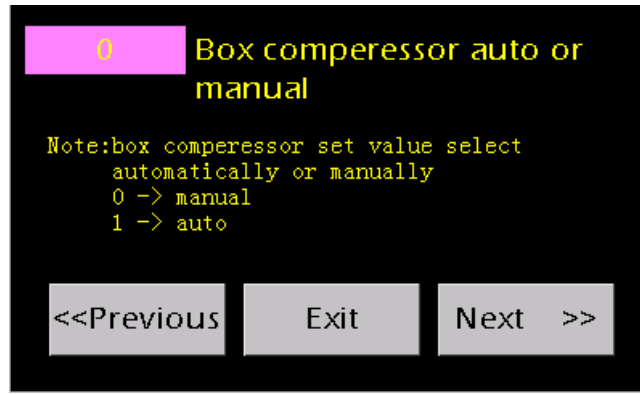 0
Box comperessor auto or
manual
Note:box comperessor set value select
automatically or manually
0 -> manual
1 -> auto
<<Previous
Exit
Next >>